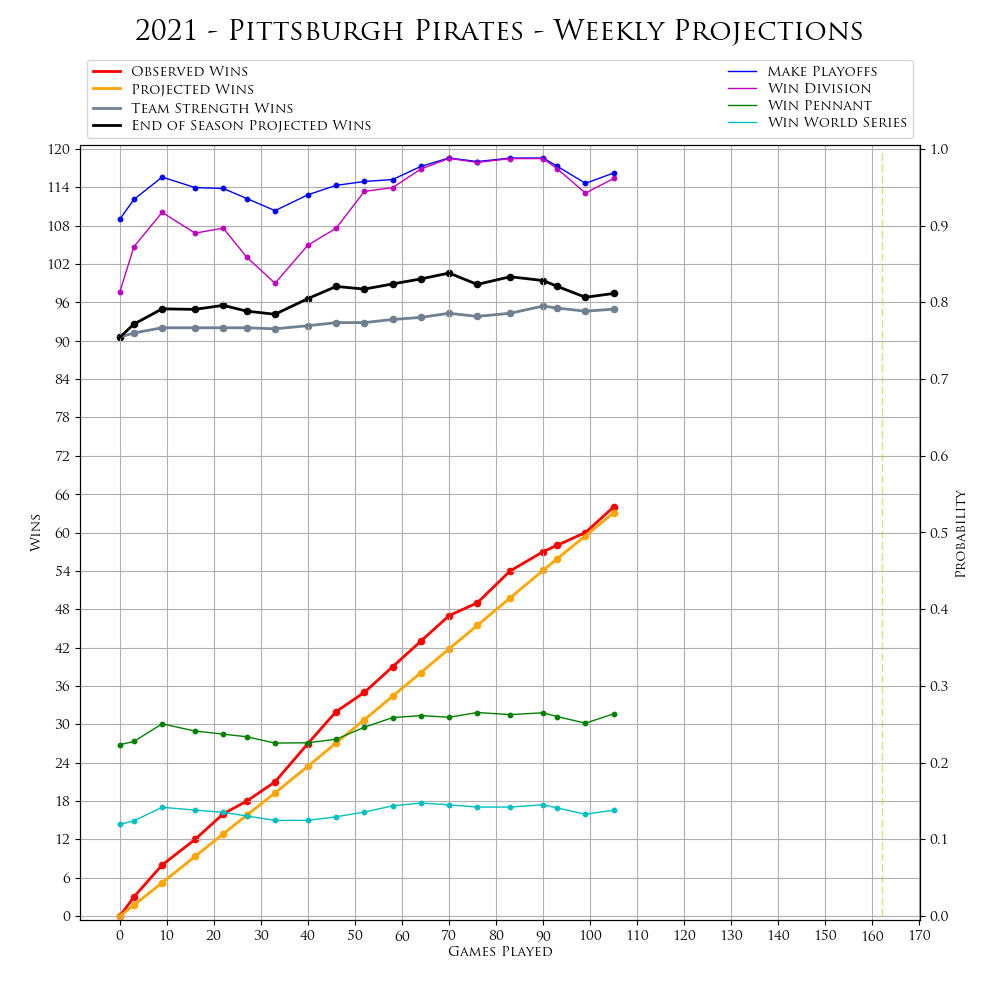 2021 - Pittsburgh Pirates - Weekly Projections
Observed Wins
Projected Wins
Team Strength Wins
End of Season Projected Wins
Make Playoffs
Win Division
Win Pennant
Win World Series
120
114
108
102
96
90
84
78
72
66
60
54
48
42
36
30
24
18
12
6
0
Wins
1.0
0.9
0.8
0.7
0.6
0.5
0.4
0.3
0.2
0.1
0.0
Probability
0 10 20 30 40 50 60 70 80 90 100 110 120 130 140 150 160 170
Games Played